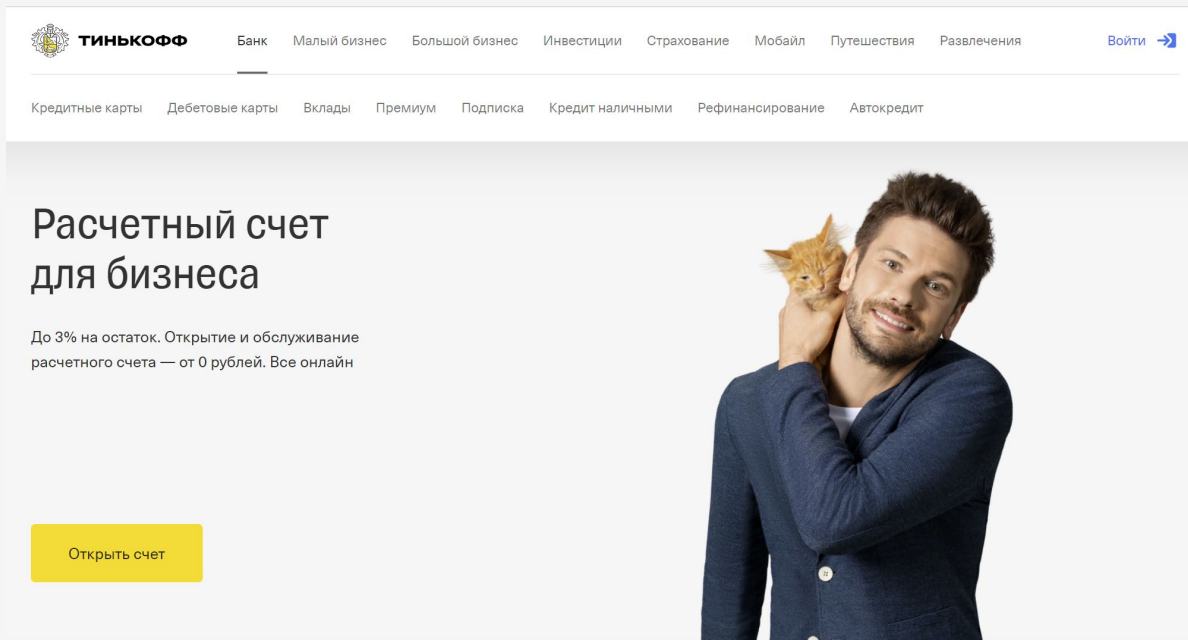 ТИНЬКОФФ Банк Малый бизнес Большой бизнес Инвестиции Страхование Мобайл Путешествия Развлечения Войти
Кредитные карты Дебетовые карты Вклады Премиум Подписка Кредит наличными Рефинансирование Автокредит
Расчетный счет
для бизнеса
До 3% на остаток. Открытие и обслуживание
расчетного счета — от 0 рублей. Все онлайн
Открыть счет